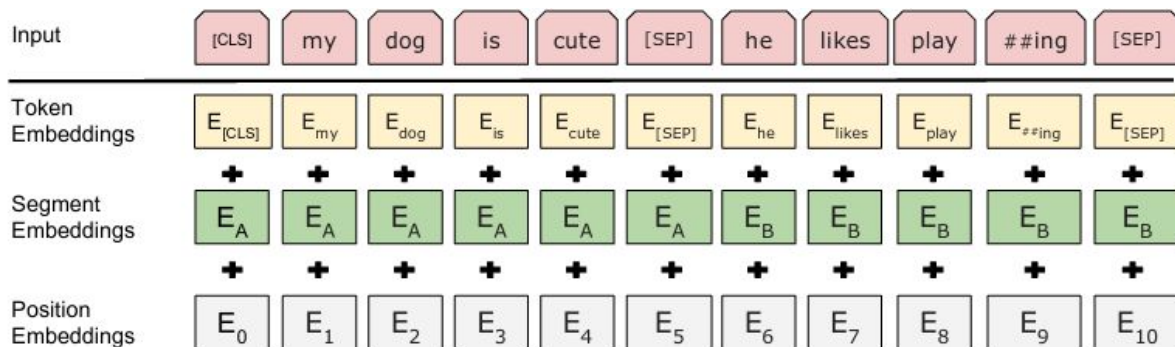 Input [CLS] my dog is cute [SEP] he likes play ##ing [SEP]
Token Embeddings E[CLS] Emy Edog Eis Ecute E[SEP] Ehe Elikes Eplay E##ing E[SEP]
+ + + + + + + + + + +
Segment Embeddings EA EA EA EA EA EA EB EB EB EB EB
+ + + + + + + + + + +
Position Embeddings E0 E1 E2 E3 E4 E5 E6 E7 E8 E9 E10